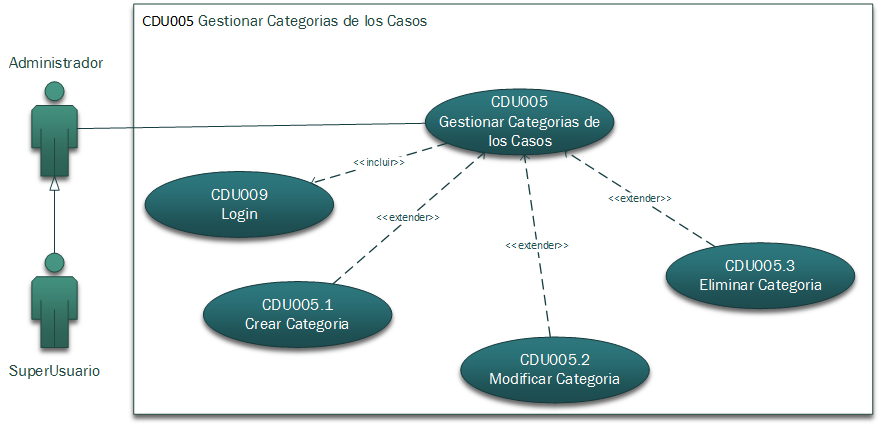 CDU005 Gestionar Categorias de los Casos
Administrador
CDU005
Gestionar Categorias de
los Casos
<<incluir>>
CDU009
Login
<<extender>>
<<extender>>
<<extender>>
CDU005.3
Eliminar Categoria
CDU005.1
Crear Categoria
CDU005.2
Modificar Categoria
SuperUsuario